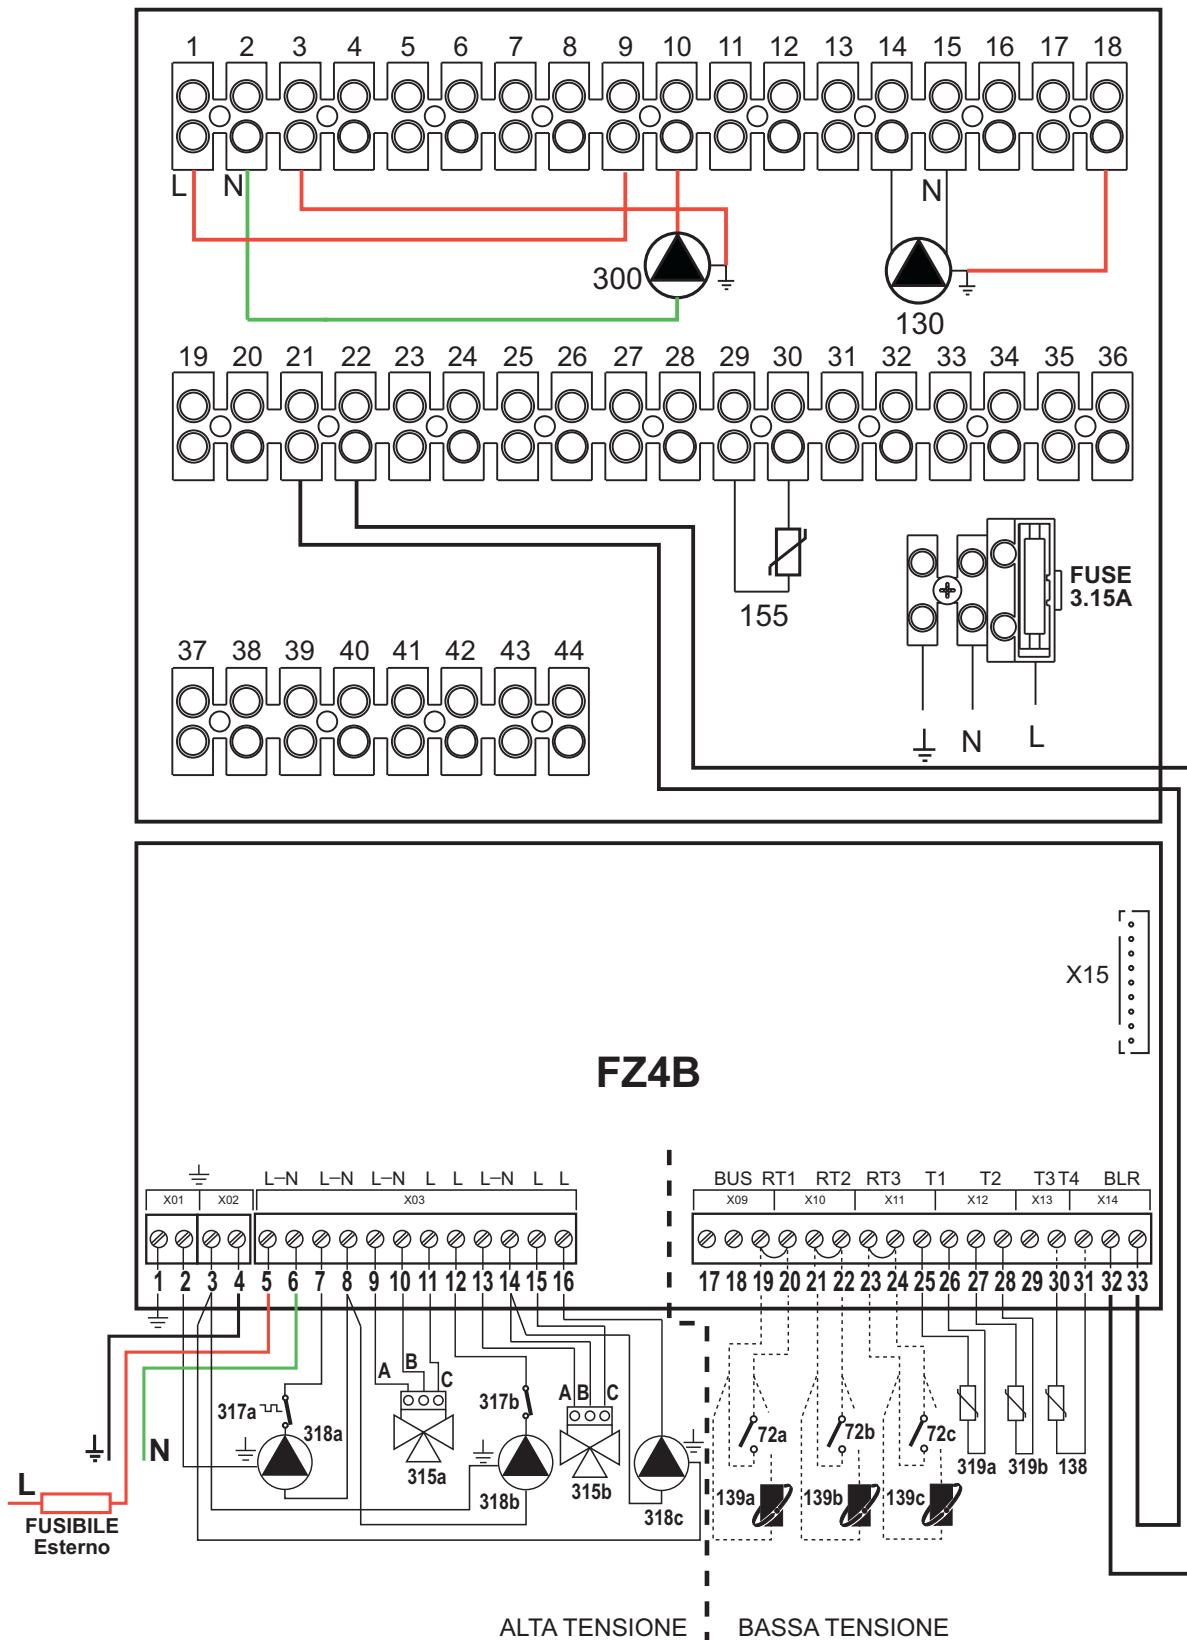 1 2 3 4 5 6 7 8 9 10 11 12 13 14 15 16 17 18
L N N
300
130
19 20 21 22 23 24 25 26 27 28 29 30 31 32 33 34 35 36
155
FUSE
3.15A
N L
37 38 39 40 41 42 43 44
X15
FZ4B
L–N L–N L–N L L L–N L L
BUS RT1 RT2 RT3 T1 T2 T3 T4 BLR
X01 X02 X03 X09 X10 X11 X12 X13 X14
1 2 3 4 5 6 7 8 9 10 11 12 13 14 15 16 17 18 19 20 21 22 23 24 25 26 27 28 29 30 31 32 33
A B C
A B C
317a
318a
315a
317b
318b
315b
318c
72a 72b 72c
319a 319b 138
139a 139b 139c
N
L
FUSIBILE
Esterno
ALTA TENSIONE BASSA TENSIONE